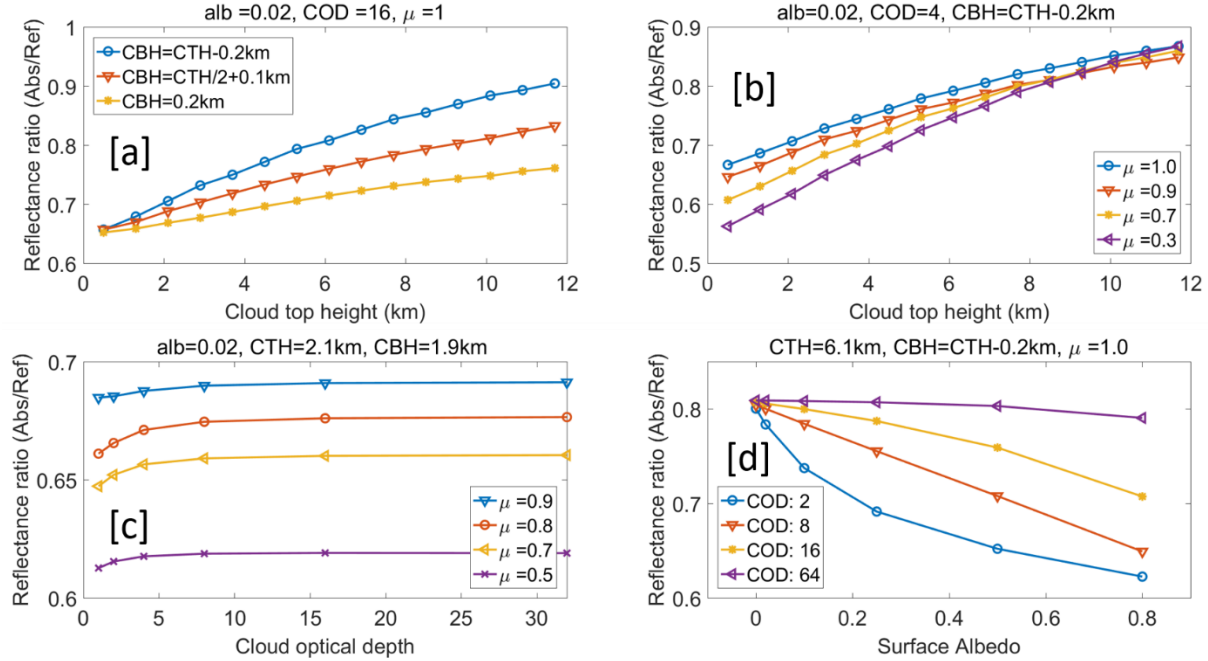 alb =0.02, COD =16, μ =1
Reflectance ratio (Abs/Ref)
1
0.9
0.8
0.7
0.6
CBH=CTH-0.2km
CBH=CTH/2+0.1km
CBH=0.2km
[a]
0 2 4 6 8 10 12
Cloud top height (km)
alb=0.02, COD=4, CBH=CTH-0.2km
Reflectance ratio (Abs/Ref)
0.9
0.8
0.7
0.6
0.5
[b]
μ =1.0
μ =0.9
μ =0.7
μ =0.3
0 2 4 6 8 10 12
Cloud top height (km)
alb=0.02, CTH=2.1km, CBH=1.9km
Reflectance ratio (Abs/Ref)
0.7
0.65
0.6
[c]
μ =0.9
μ =0.8
μ =0.7
μ =0.5
0 5 10 15 20 25 30
Cloud optical depth
CTH=6.1km, CBH=CTH-0.2km, μ =1.0
Reflectance ratio (Abs/Ref)
0.8
0.7
0.6
[d]
COD: 2
COD: 8
COD: 16
COD: 64
0 0.2 0.4 0.6 0.8
Surface Albedo